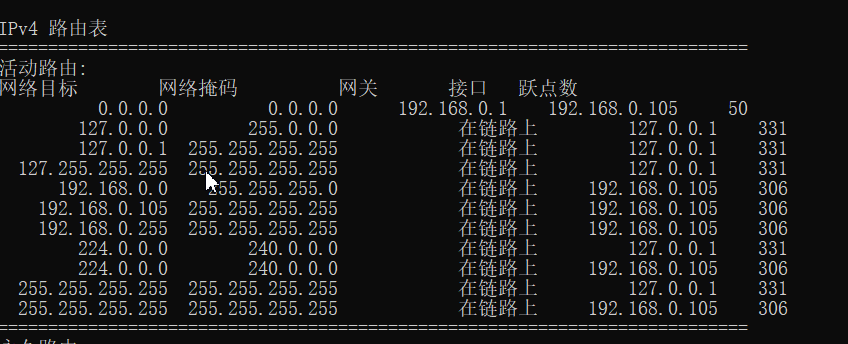 IPv4 路由表
===========================================================================
活动路由:
网络目标 网络掩码 网关 接口 跃点数
0.0.0.0 0.0.0.0 192.168.0.1 192.168.0.105 50
127.0.0.0 255.0.0.0 在链路上 127.0.0.1 331
127.0.0.1 255.255.255.255 在链路上 127.0.0.1 331
127.255.255.255 255.255.255.255 在链路上 127.0.0.1 331
192.168.0.0 255.255.255.0 在链路上 192.168.0.105 306
192.168.0.105 255.255.255.255 在链路上 192.168.0.105 306
192.168.0.255 255.255.255.255 在链路上 192.168.0.105 306
224.0.0.0 240.0.0.0 在链路上 127.0.0.1 331
224.0.0.0 240.0.0.0 在链路上 192.168.0.105 306
255.255.255.255 255.255.255.255 在链路上 127.0.0.1 331
255.255.255.255 255.255.255.255 在链路上 192.168.0.105 306
===========================================================================